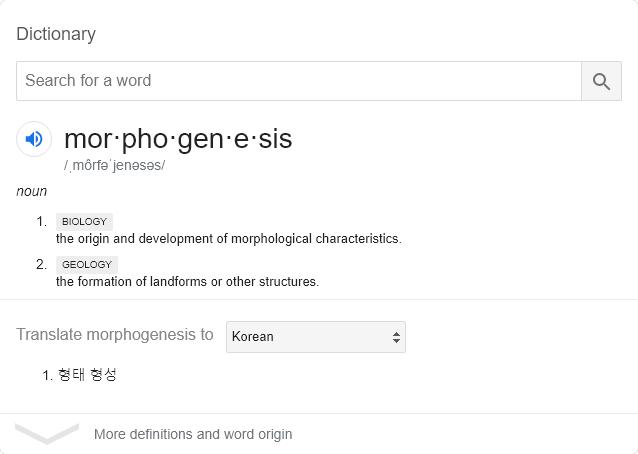 Dictionary
Search for a word
mor·pho·gen·e·sis
/ˌmôrfəˈjenəsəs/
noun
1. BIOLOGY
the origin and development of morphological characteristics.
2. GEOLOGY
the formation of landforms or other structures.
Translate morphogenesis to Korean
1. 형태 형성
More definitions and word origin